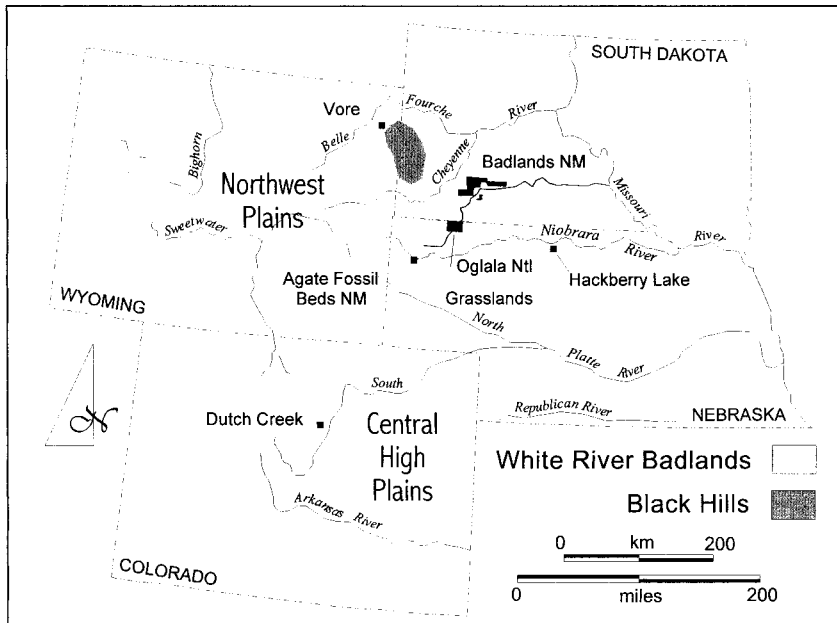 SOUTH DAKOTA
Vore
Fourche
River
Belle
Cheyenne
Badlands NM
Bighorn
Northwest
Plains
Missouri
Sweetwater
Niobrara
River
River
Agate Fossil
Beds NM
Oglala Ntl
Grasslands
Hackberry Lake
WYOMING
North
Platte
River
South
Republican River
NEBRASKA
Dutch Creek
Central
High
Plains
Arkansas River
COLORADO
White River Badlands
Black Hills
0 km 200
0 miles 200